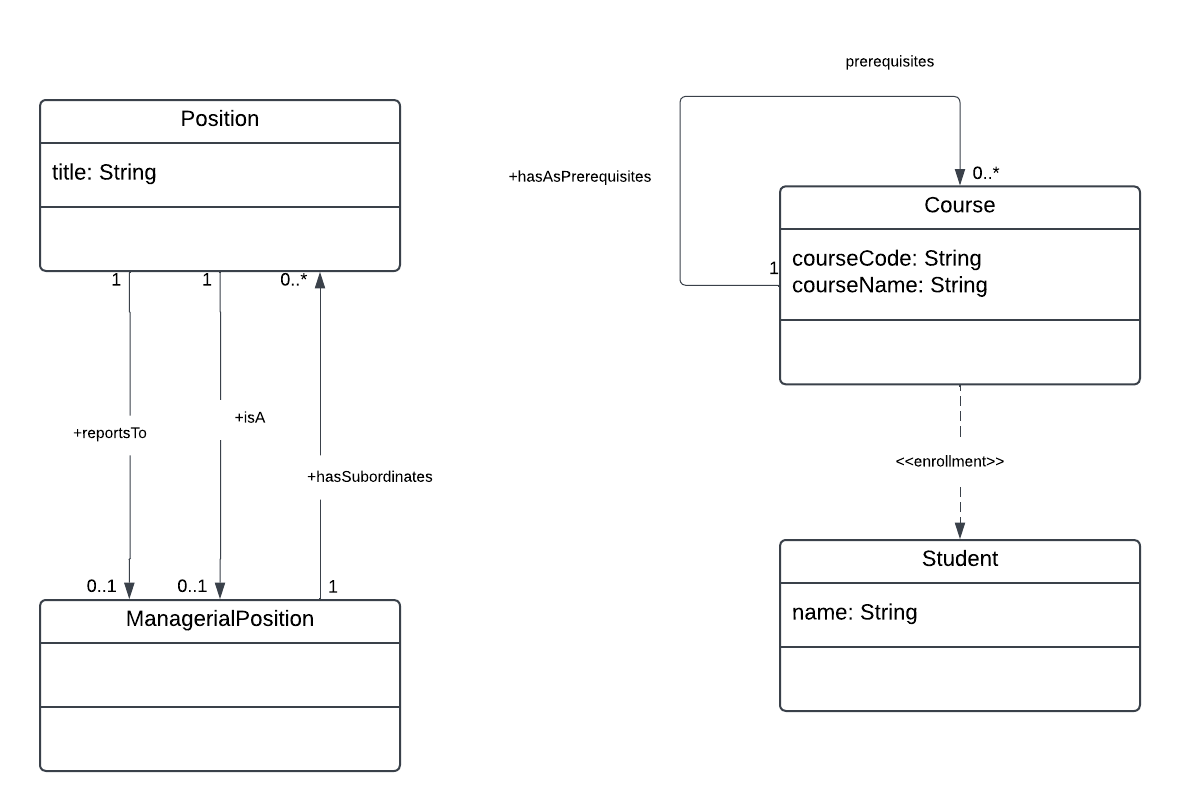 prerequisites
Position
title: String
+hasAsPrerequisites
0..*
Course
courseCode: String
courseName: String
1
1
1
0..*
+reportsTo
+isA
+hasSubordinates
<<enrollment>>
0..1
0..1
1
ManagerialPosition
Student
name: String